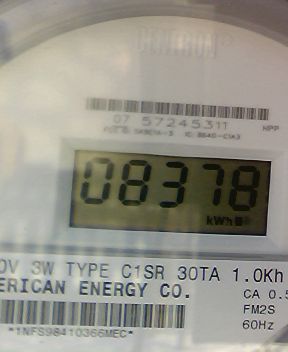 CENTRON
07 57245311
08378
kWh
0V 3W TYPE C1SR 30TA 1.0Kh
ERICAN ENERGY CO. CA 0.5
FM2S
*1NFS98410366MEC* 60Hz